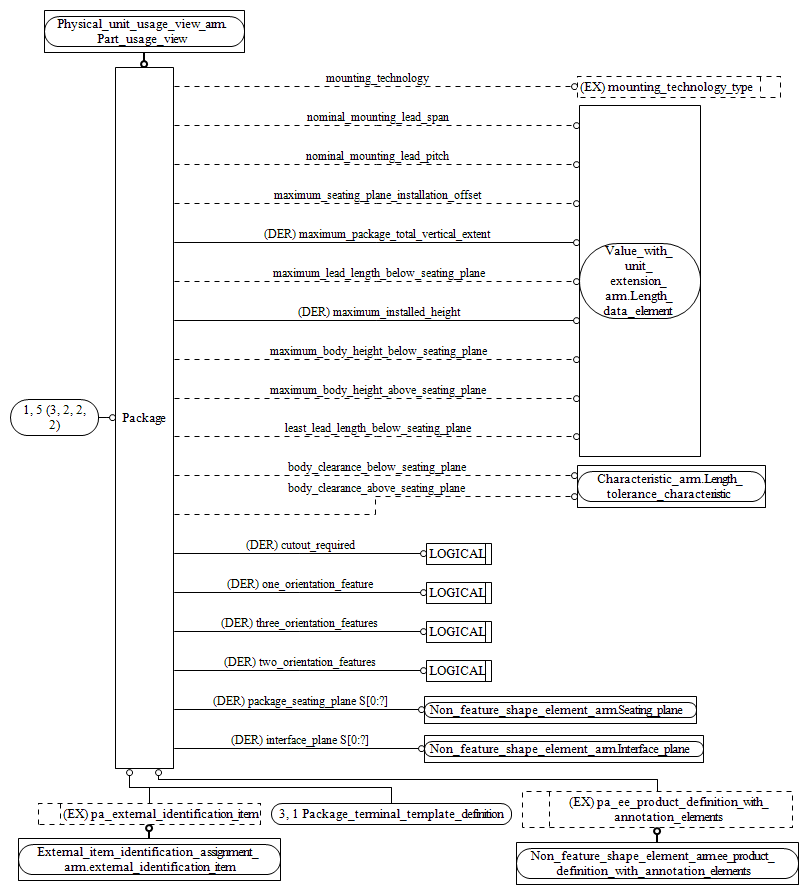 Physical_unit_usage_view_arm.
Part_usage_view
mounting_technology
(EX) mounting_technology_type
nominal_mounting_lead_span
nominal_mounting_lead_pitch
maximum_seating_plane_installation_offset
(DER) maximum_package_total_vertical_extent
Value_with_
unit_
extension_
arm.Length_
data_element
maximum_lead_length_below_seating_plane
(DER) maximum_installed_height
maximum_body_height_below_seating_plane
maximum_body_height_above_seating_plane
1, 5 (3, 2, 2,
2)
Package
least_lead_length_below_seating_plane
body_clearance_below_seating_plane
body_clearance_above_seating_plane
Characteristic_arm.Length_
tolerance_characteristic
(DER) cutout_required
LOGICAL
(DER) one_orientation_feature
LOGICAL
(DER) three_orientation_features
LOGICAL
(DER) two_orientation_features
LOGICAL
(DER) package_seating_plane S[0:?]
Non_feature_shape_element_arm.Seating_plane
(DER) interface_plane S[0:?]
Non_feature_shape_element_arm.Interface_plane
(EX) pa_external_identification_item
3, 1 Package_terminal_template_definition
(EX) pa_ee_product_definition_with_
annotation_elements
External_item_identification_assignment_
arm.external_identification_item
Non_feature_shape_element_arm.ee_product_
definition_with_annotation_elements